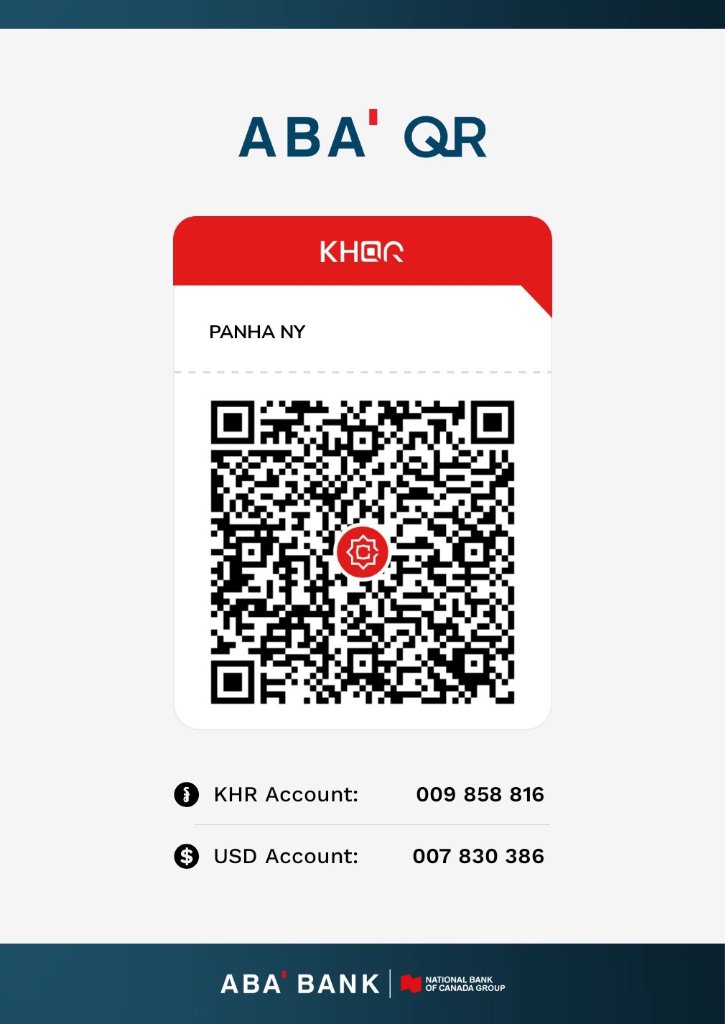 ABA' QR
KHQR
PANHA NY
KHR Account: 009 858 816
$ USD Account: 007 830 386
ABA' BANK NATIONAL BANK
OF CANADA GROUP